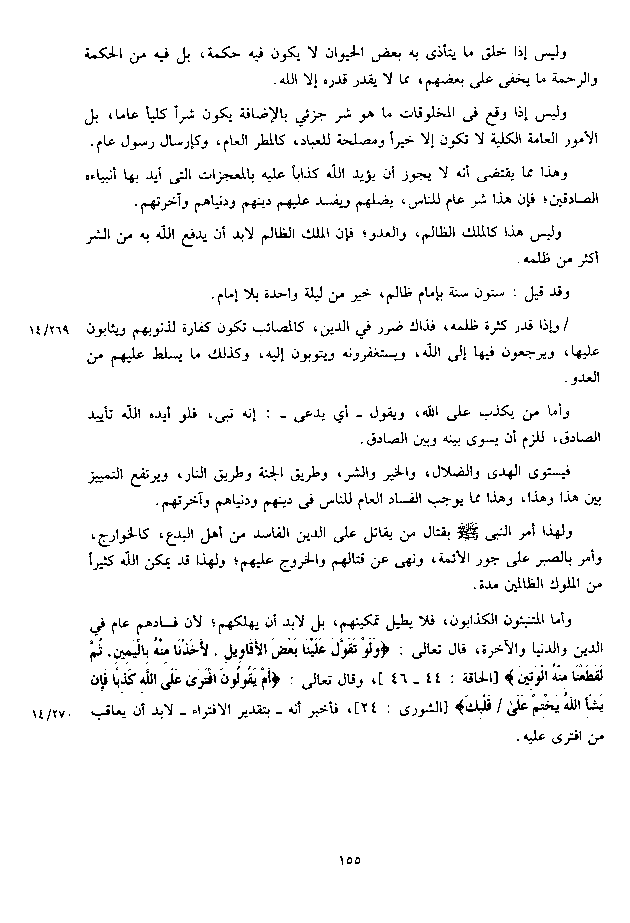 وليس إذا خلق ما يتأذى به بعض الحيوان لا يكون فيه حكمة، بل فيه من الحكمة
والرحمة ما يخفى على بعضهم، مما لا يقدر قدره إلا الله.
وليس إذا وقع فى المخلوقات ما هو شر جزئي بالإضافة يكون شراً كلياً عاما، بل
الأمور العامة الكلية لا تكون إلا خيراً ومصلحة للعباد، كالمطر العام، وكإرسال رسول عام.
وهذا مما يقتضى أنه لا يجوز أن يؤيد الله كذاباً عليه بالمعجزات التى أيد بها أنبياءه
الصادقين؛ فإن هذا شر عام للناس، يضلهم ويفسد عليهم دينهم ودنياهم وآخرتهم.
وليس هذا كالملك الظالم، والعدو؛ فإن الملك الظالم لابد أن يدفع الله به من الشر
أكثر من ظلمه.
وقد قيل : ستون سنة بإمام ظالم، خير من ليلة واحدة بلا إمام.
/ وإذا قدر كثرة ظلمه، فذاك ضرر في الدين، كالمصائب تكون كفارة لذنوبهم ويثابون ١٤/٢٦٩
عليها، ويرجعون فيها إلى الله، ويستغفرونه ويتوبون إليه، وكذلك ما يسلط عليهم من
العدو.
وأما من يكذب على الله، ويقول ـ أي يدعى ـ : إنه نبى، فلو أيده الله تأييد
الصادق، للزم أن يسوى بينه وبين الصادق.
فيستوى الهدى والضلال، والخير والشر، وطريق الجنة وطريق النار، ويرتفع التمييز
بين هذا وهذا، وهذا مما يوجب الفساد العام للناس فى دينهم ودنياهم وآخرتهم.
ولهذا أمر النبى ﷺ بقتال من يقاتل على الدين الفاسد من أهل البدع، كالخوارج،
وأمر بالصبر على جور الأئمة، ونهى عن قتالهم والخروج عليهم؛ ولهذا قد يمكن الله كثيراً
من الملوك الظالمين مدة.
وأما المتنبئون الكذابون، فلا يطيل تمكينهم، بل لابد أن يهلكهم؛ لأن فسادهم عام في
الدين والدنيا والآخرة، قال تعالى : ﴿وَلَوْ تَقَوَّلَ عَلَيْنَا بَعْضَ الأَقَاوِيلِ . لأَخَذْنَا مِنْهُ بِالْيَمِينِ. ثُمَّ
لَقَطَعْنَا مِنْهُ الْوَتِينَ﴾ [الحاقة : ٤٤ ـ ٤٦ ]، وقال تعالى : ﴿أَمْ يَقُولُونَ افْتَرَىٰ عَلَى اللَّهِ كَذِبًا فَإِن
يَشَأِ اللَّهُ يَخْتِمْ عَلَىٰ / قَلْبِكَ﴾ [الشورى : ٢٤]، فأخبر أنه ـ بتقدير الافتراء ـ لابد أن يعاقب ١٤/٢٧٠
من افترى عليه.
١٥٥